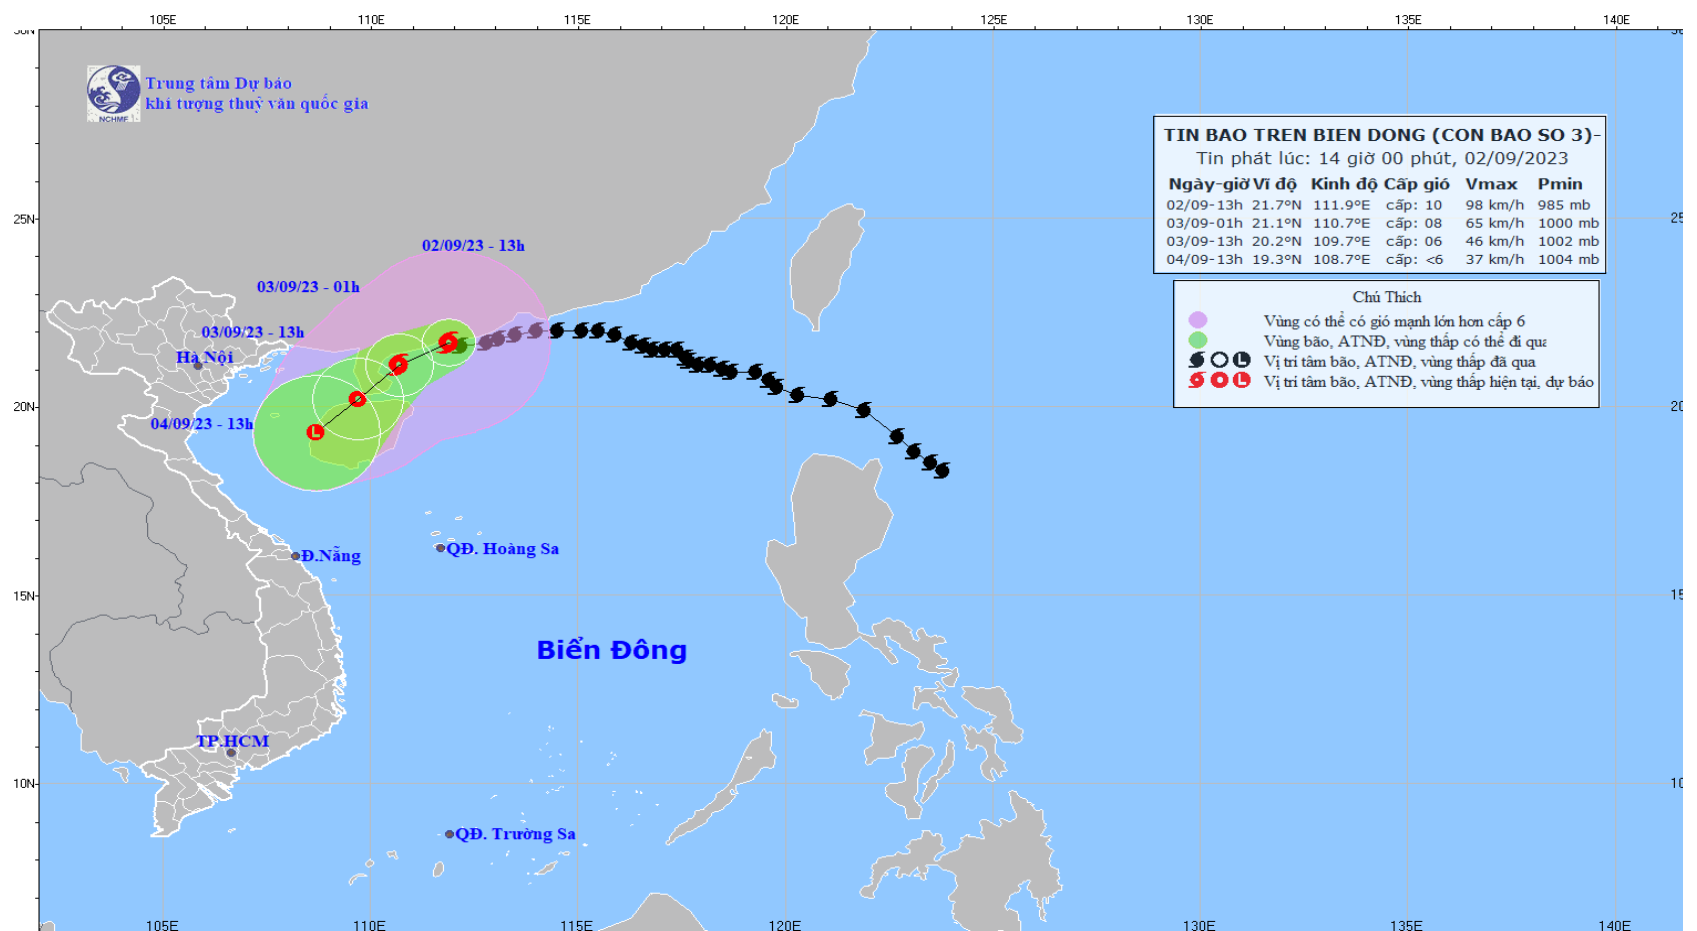 105E 110E 115E 120E 125E 130E 135E 140E
30N
Trung tâm Dự báo
khí tượng thuỷ văn quốc gia
NCHMF
TIN BAO TREN BIEN DONG (CON BAO SO 3)-
Tin phát lúc: 14 giờ 00 phút, 02/09/2023
Ngày-giờ Vĩ độ Kinh độ Cấp gió Vmax Pmin
02/09-13h 21.7°N 111.9°E cấp: 10 98 km/h 985 mb
03/09-01h 21.1°N 110.7°E cấp: 08 65 km/h 1000 mb
03/09-13h 20.2°N 109.7°E cấp: 06 46 km/h 1002 mb
04/09-13h 19.3°N 108.7°E cấp: <6 37 km/h 1004 mb
Chú Thích
Vùng có thể có gió mạnh lớn hơn cấp 6
Vùng bão, ATNĐ, vùng thấp có thể đi qua
L Vị trí tâm bão, ATNĐ, vùng thấp đã qua
L Vị trí tâm bão, ATNĐ, vùng thấp hiện tại, dự báo
25N
02/09/23 - 13h
03/09/23 - 01h
03/09/23 - 13h
Hà Nội
20N
04/09/23 - 13h
L
Đ.Nẵng
QĐ. Hoàng Sa
15N
Biển Đông
TP.HCM
10N
QĐ. Trường Sa
105E 110E 115E 120E 130E 135E 140E